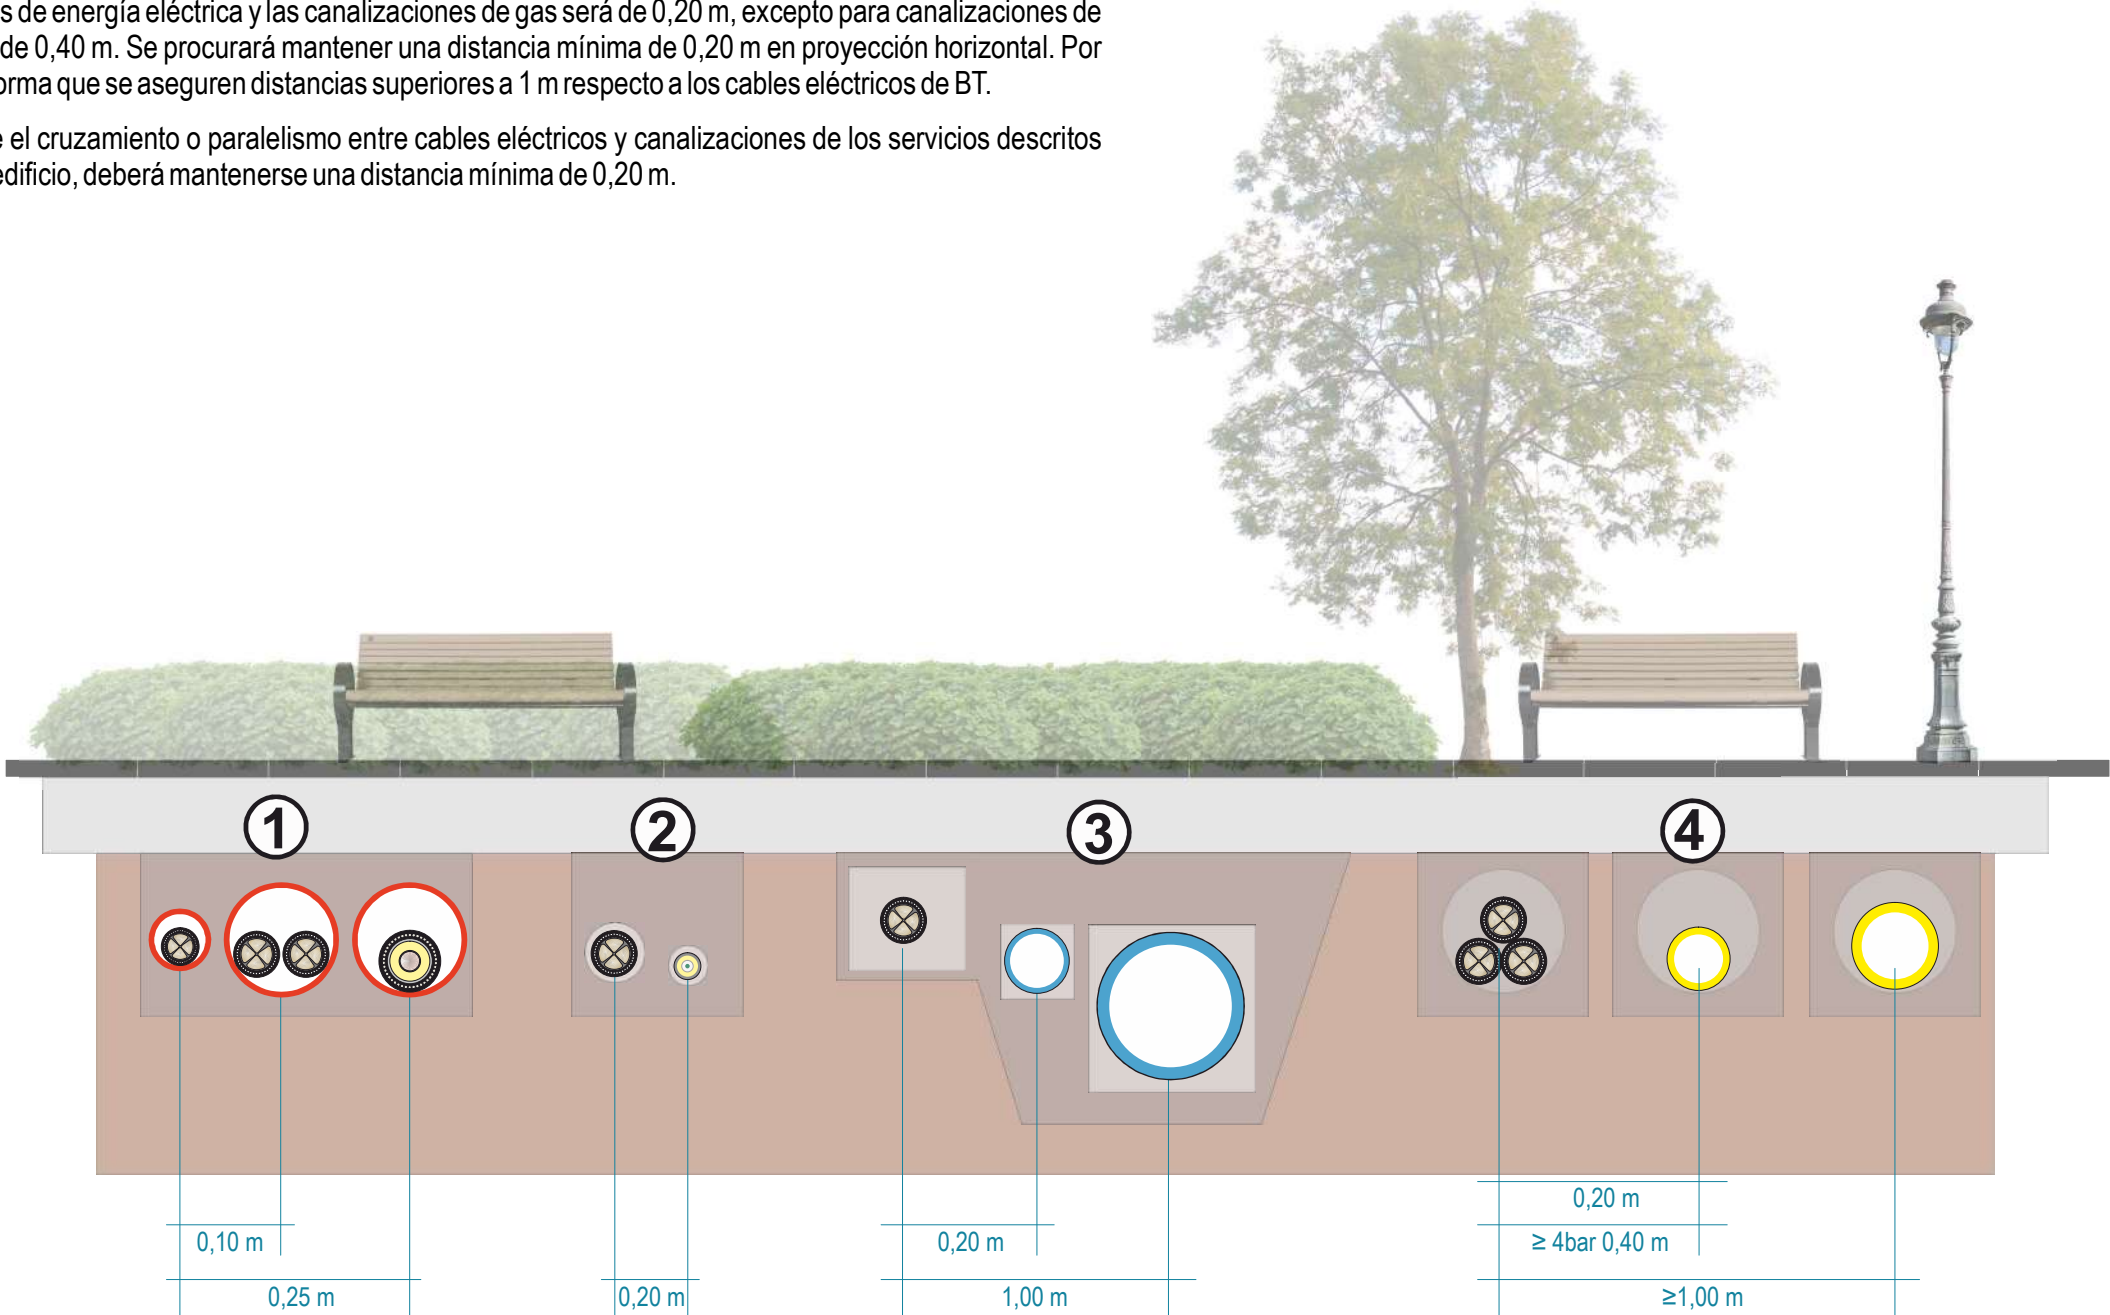 s de energía eléctrica y las canalizaciones de gas será de 0,20 m, excepto para canalizaciones de
de 0,40 m. Se procurará mantener una distancia mínima de 0,20 m en proyección horizontal. Por
orma que se aseguren distancias superiores a 1 m respecto a los cables eléctricos de BT.
e el cruzamiento o paralelismo entre cables eléctricos y canalizaciones de los servicios descritos
edificio, deberá mantenerse una distancia mínima de 0,20 m.
1 2 3 4
0,20 m
0,10 m 0,20 m ≥ 4bar 0,40 m
0,25 m 0,20 m 1,00 m ≥1,00 m